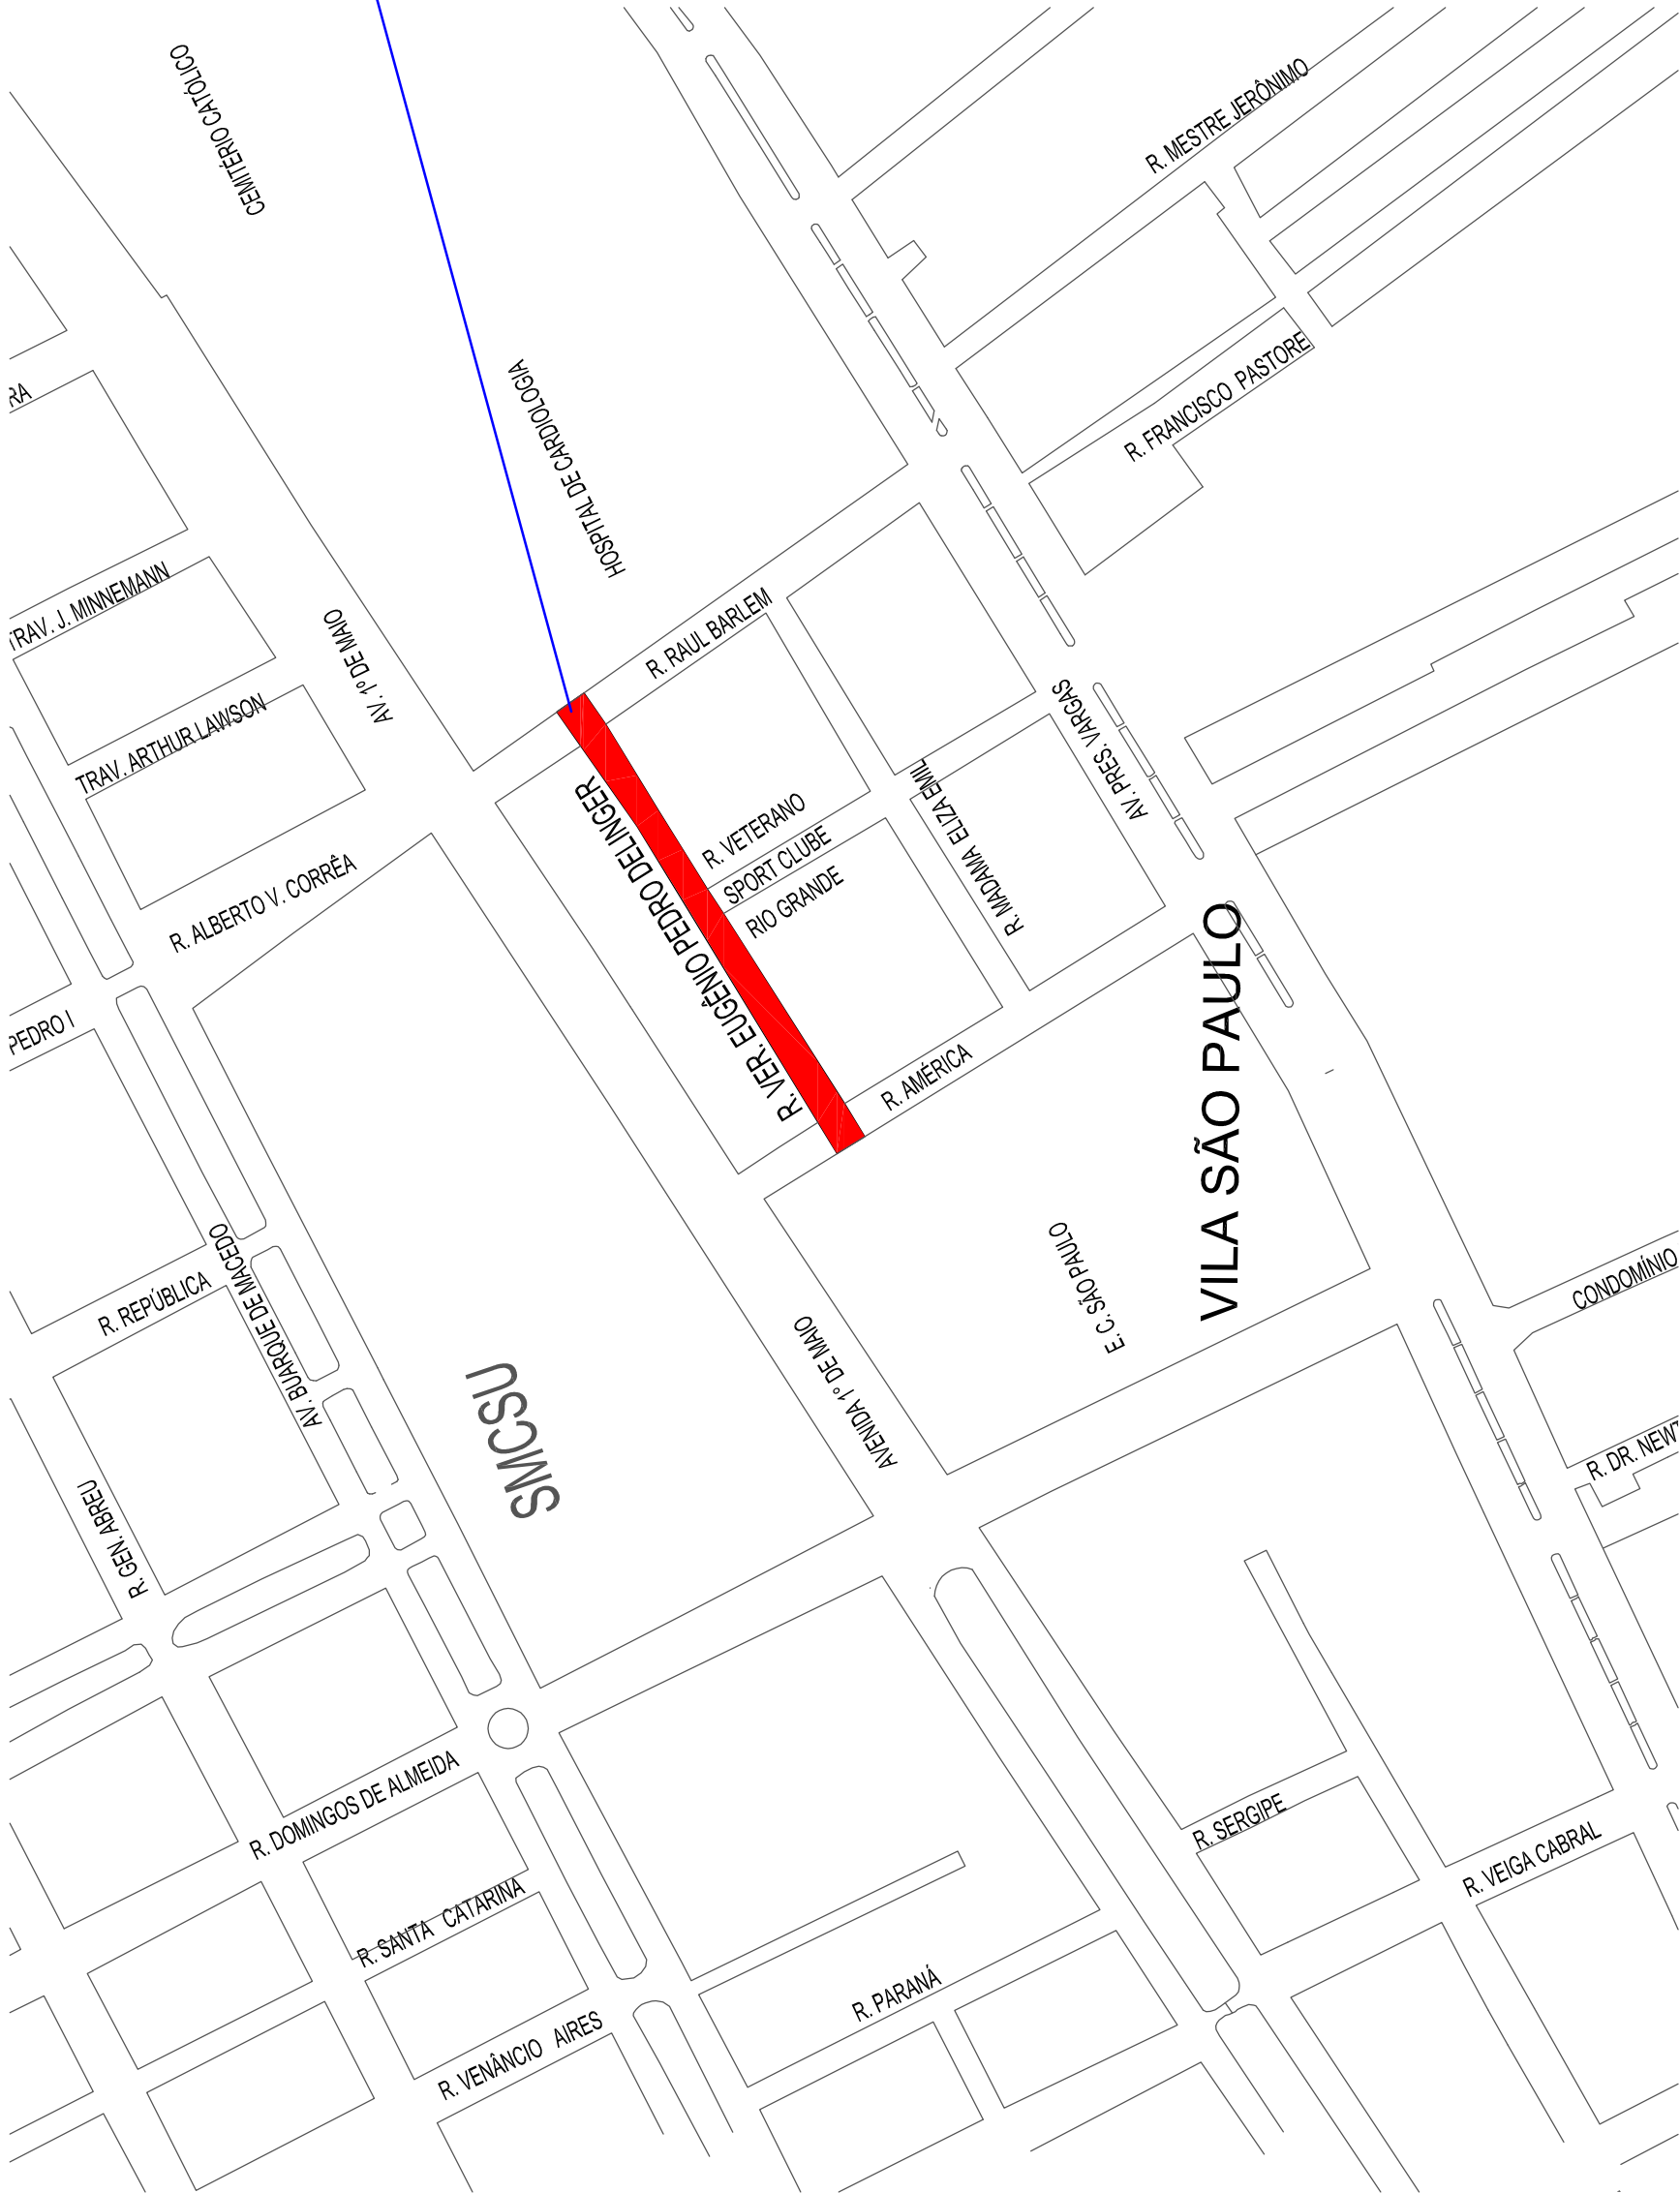 CEMITÉRIO CATÓLICO
R. MESTRE JERÔNIMO
RA
HOSPITAL DE CARDIOLOGIA
R. FRANCISCO PASTORE
TRAV. J. MINNEMANN
AV. 1º DE MAIO
R. RAUL BARLEM
TRAV. ARTHUR LAWSON
AV. PRES. VARGAS
R. VER. EUGÊNIO PEDRO DELINGER
R. VETERANO
SPORT CLUBE
RIO GRANDE
R. MADAMA ELIZA EMIL
R. ALBERTO V. CORRÊA
VILA SÃO PAULO
PEDRO I
R. AMÉRICA
R. REPÚBLICA
AV. BUARQUE DE MACEDO
E. C. SÃO PAULO
CONDOMÍNIO
AVENIDA 1º DE MAIO
SMCSU
R. GEN. ABREU
R. DR. NEWT
R. DOMINGOS DE ALMEIDA
R. SERGIPE
R. VEIGA CABRAL
R. SANTA CATARINA
R. PARANÁ
R. VENÂNCIO AIRES